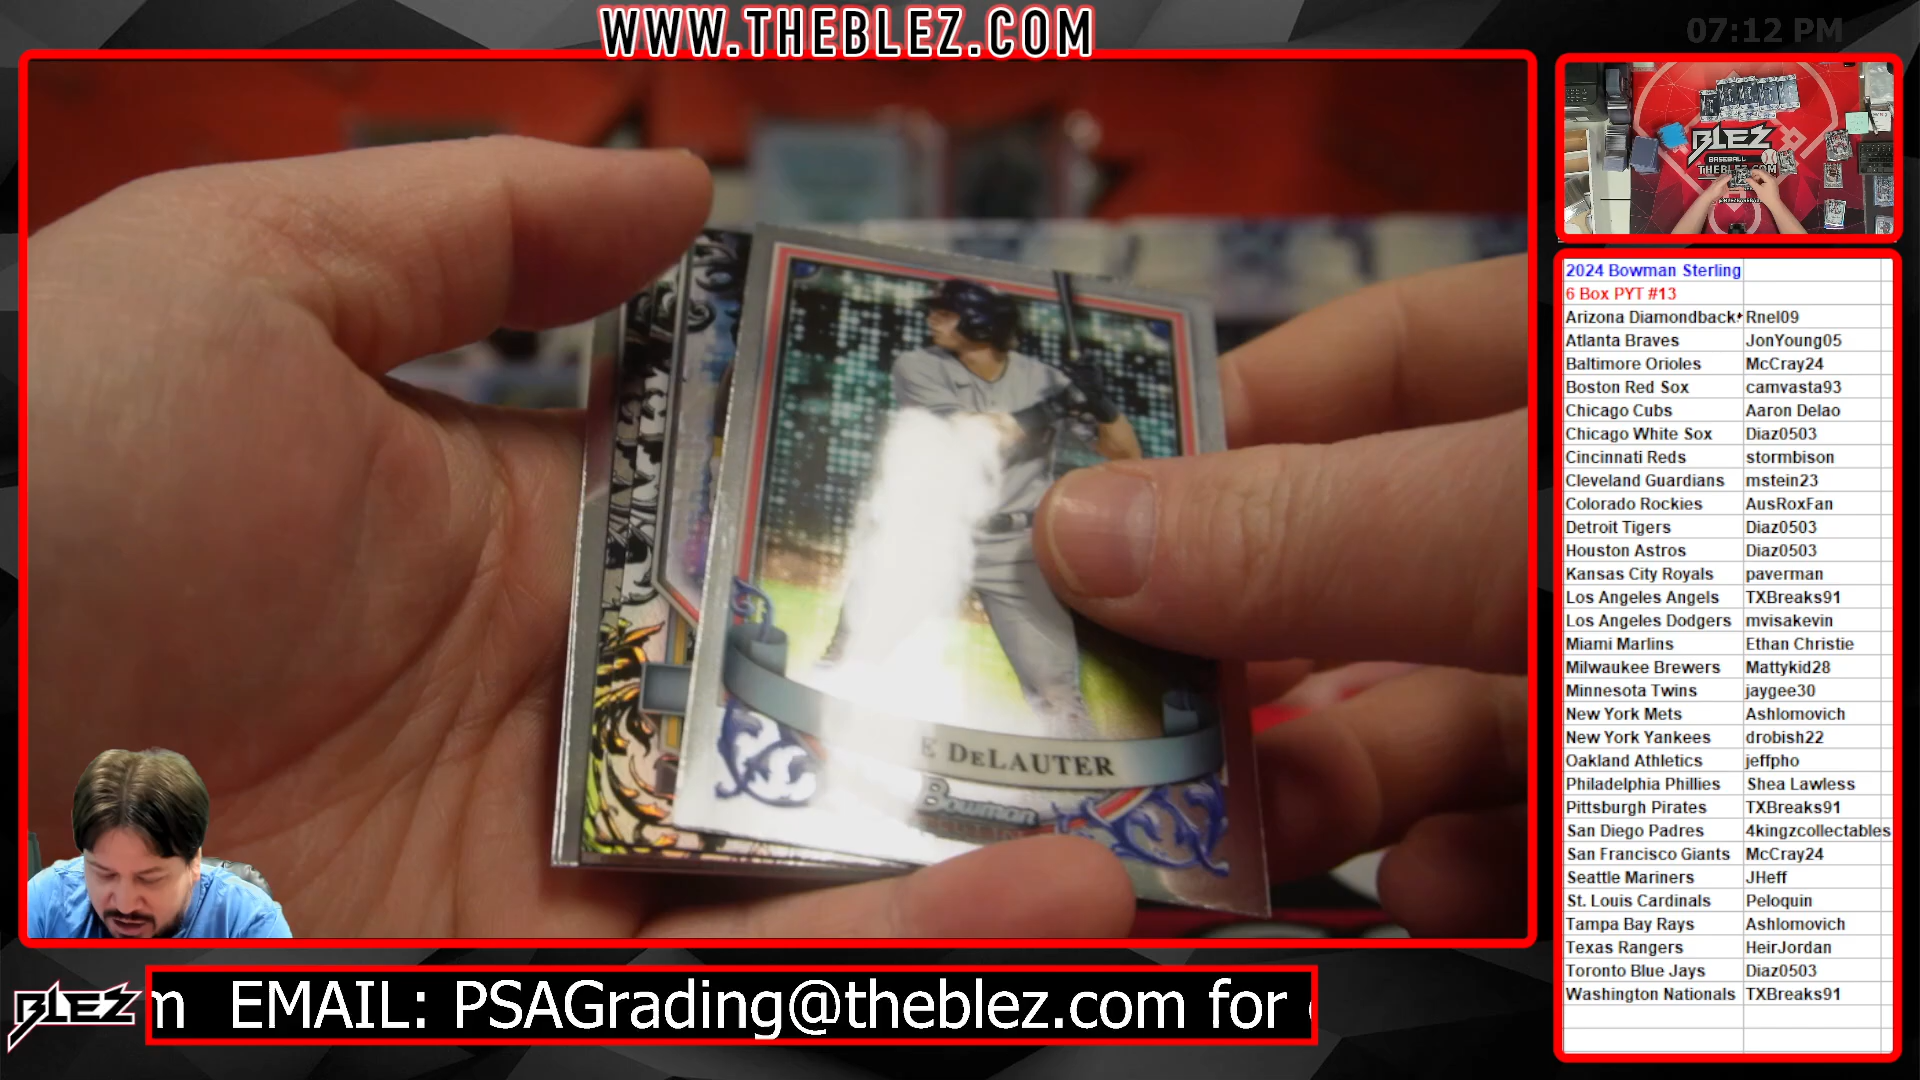 WWW.THEBLEZ.COM
07:12 PM
BLEZ
BASEBALL
THEBLEZ.COM
E DELAUTER
Bowman
2024 Bowman Sterling
6 Box PYT #13
Arizona Diamondback Rnel09
Atlanta Braves JonYoung05
Baltimore Orioles McCray24
Boston Red Sox camvasta93
Chicago Cubs Aaron Delao
Chicago White Sox Diaz0503
Cincinnati Reds stormbison
Cleveland Guardians mstein23
Colorado Rockies AusRoxFan
Detroit Tigers Diaz0503
Houston Astros Diaz0503
Kansas City Royals paverman
Los Angeles Angels TXBreaks91
Los Angeles Dodgers mvisakevin
Miami Marlins Ethan Christie
Milwaukee Brewers Mattykid28
Minnesota Twins jaygee30
New York Mets Ashlomovich
New York Yankees drobish22
Oakland Athletics jeffpho
Philadelphia Phillies Shea Lawless
Pittsburgh Pirates TXBreaks91
San Diego Padres 4kingzcollectables
San Francisco Giants McCray24
Seattle Mariners JHeff
St. Louis Cardinals Peloquin
Tampa Bay Rays Ashlomovich
Texas Rangers HeirJordan
Toronto Blue Jays Diaz0503
Washington Nationals TXBreaks91
BLEZ
m EMAIL: PSAGrading@theblez.com for